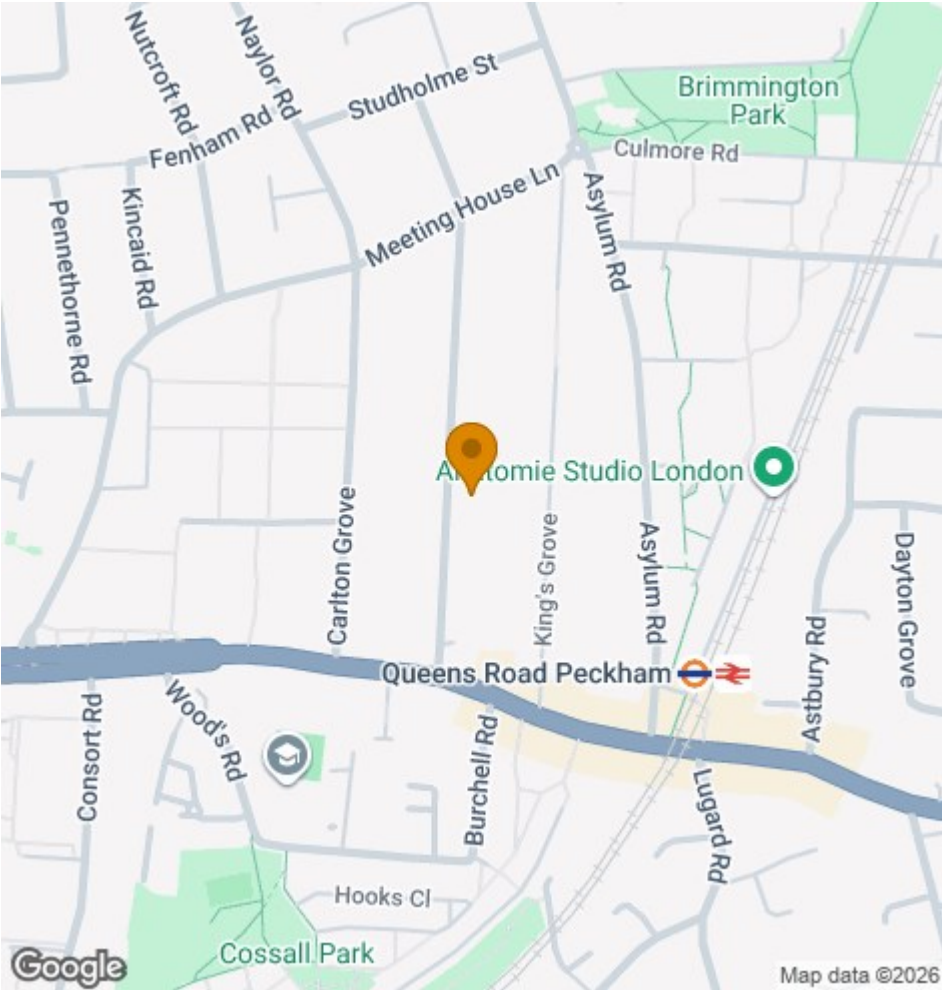 Nutcroft Rd
Naylor Rd
Studholme St
Fenham Rd
Brimmington
Park
Culmore Rd
Meeting House Ln
Asylum Rd
Kincaid Rd
Pennethorne Rd
Studio London
Carlton Grove
King's Grove
Asylum Rd
Dayton Grove
Queens Road Peckham
Astbury Rd
Wood's Rd
Consort Rd
Burchell Rd
Lugard Rd
Hooks Cl
Cossall Park
Google
Map data ©2026